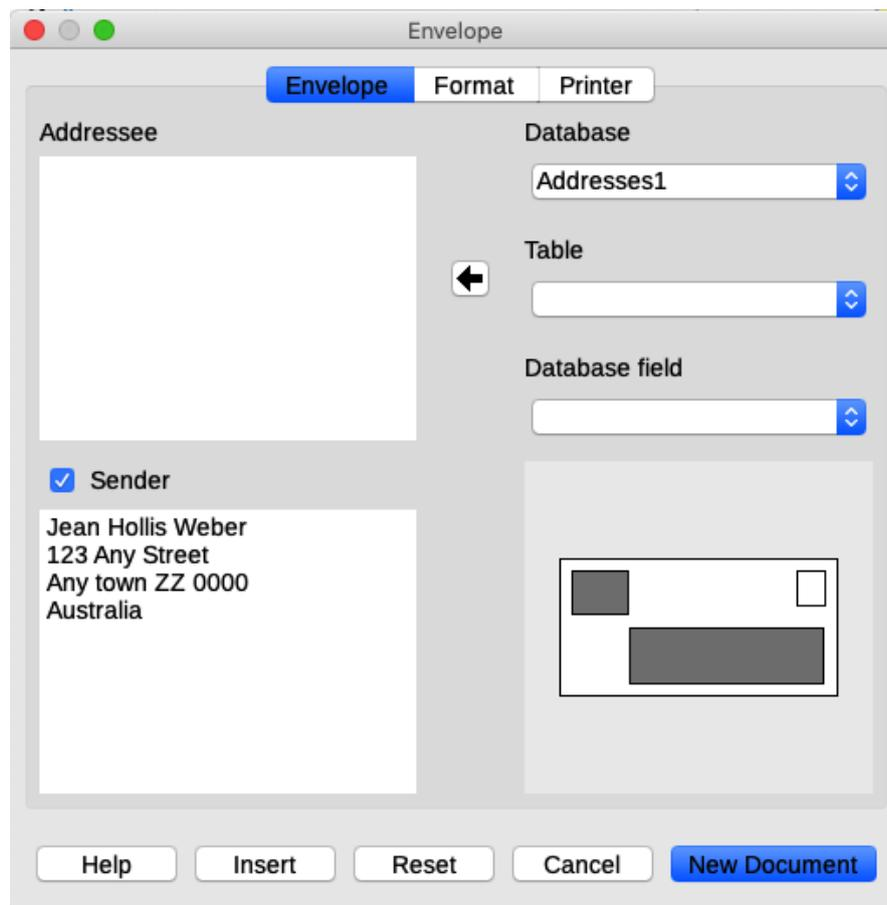 Envelope
Envelope Format Printer
Addressee
Database
Addresses1
Table
Database field
Sender
Jean Hollis Weber
123 Any Street
Any town ZZ 0000
Australia
Help Insert Reset Cancel New Document